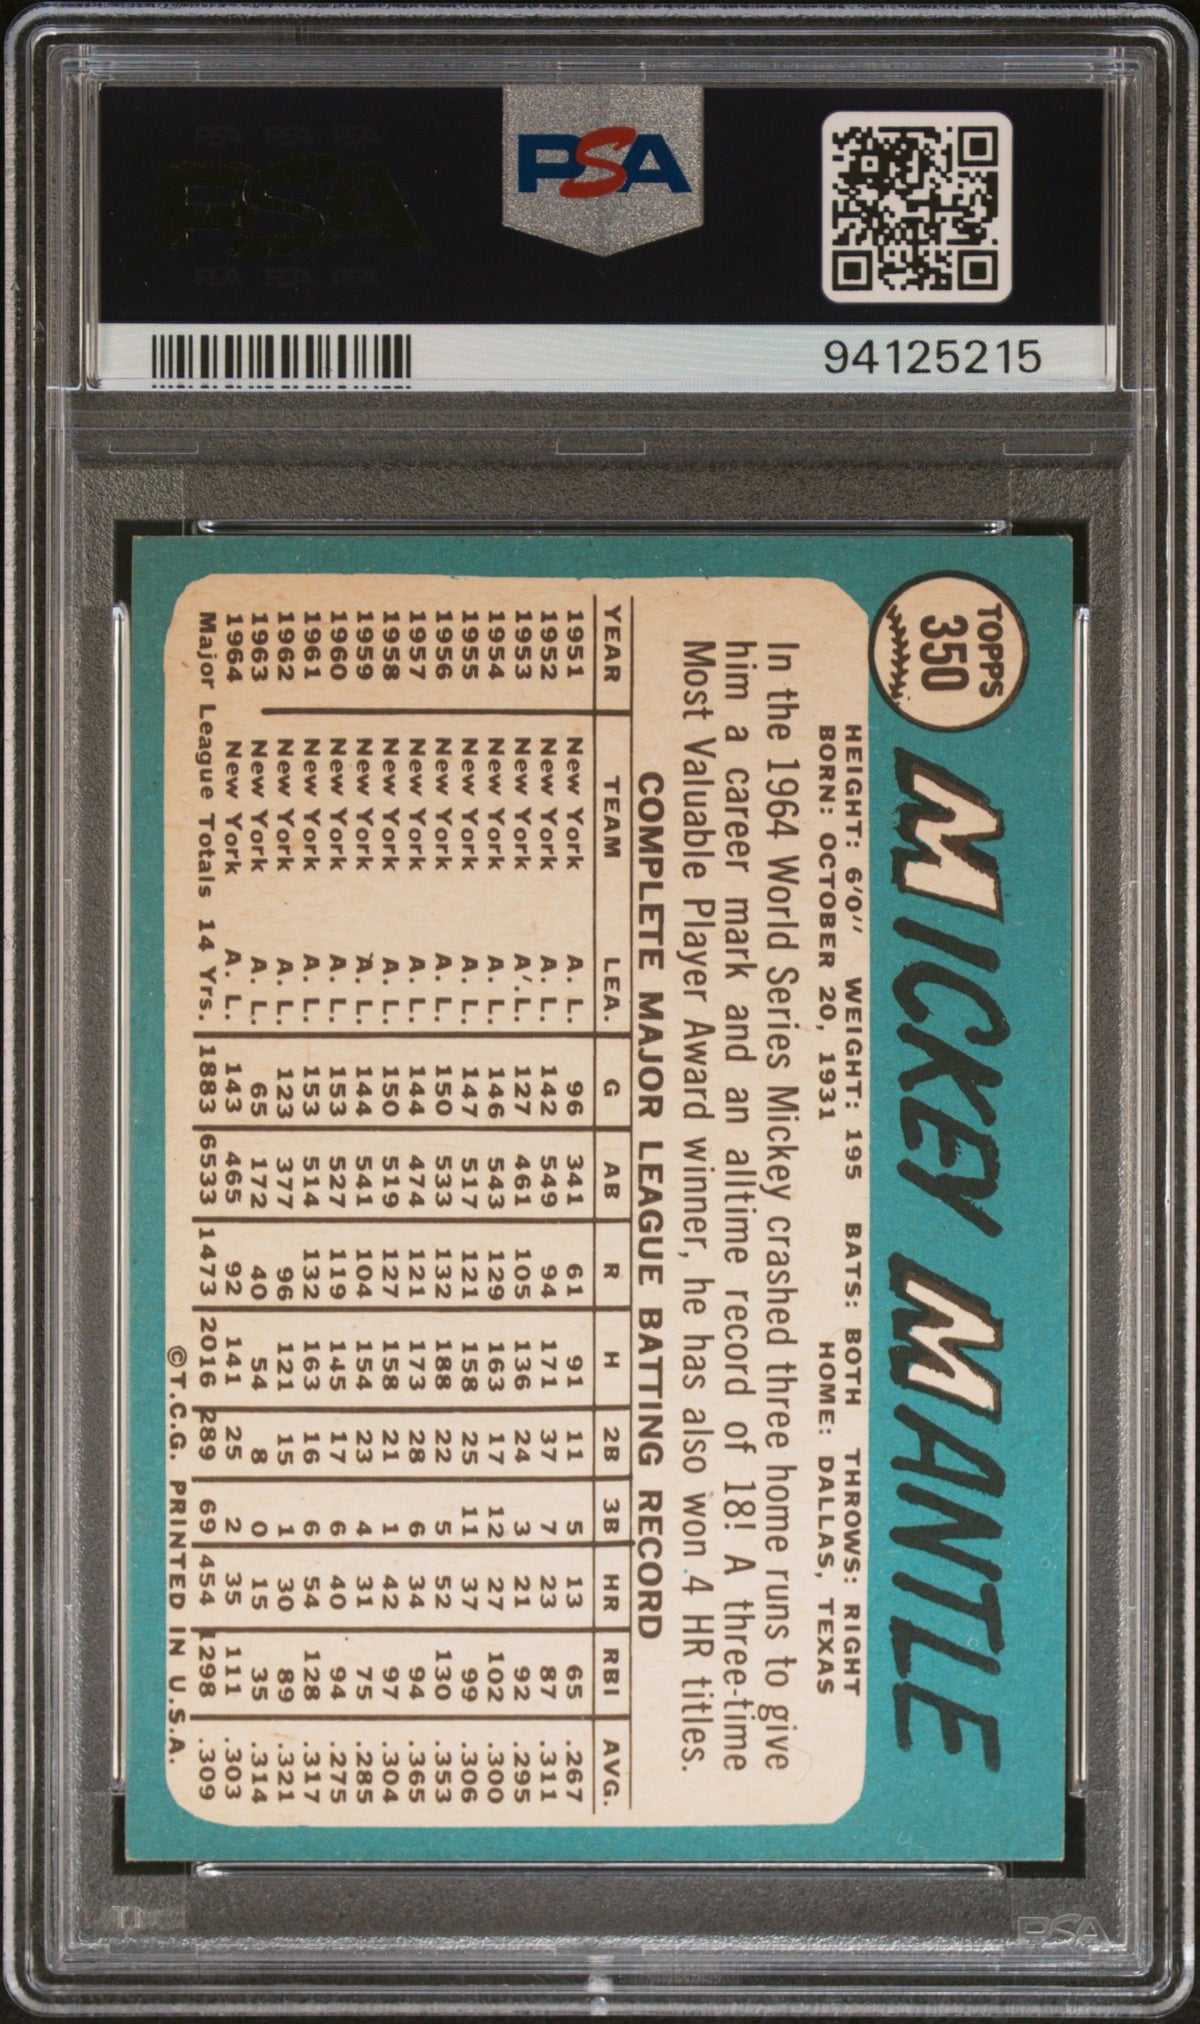 PSA PSA PSA
PSA
PSA PSA PSA
PSA
94125215
TOPPS
350
MICKEY MANTLE
HEIGHT: 6'0" WEIGHT: 195 BATS: BOTH THROWS: RIGHT
BORN: OCTOBER 20, 1931 HOME: DALLAS, TEXAS
In the 1964 World Series Mickey crashed three home runs to give
him a career mark and an alltime record of 18! A three-time
Most Valuable Player Award winner, he has also won 4 HR titles.
COMPLETE MAJOR LEAGUE BATTING RECORD
YEAR TEAM LEA. G AB R H 2B 3B HR RBI AVG.
1951 New York A. L. 96 341 61 91 11 5 13 65 .267
1952 New York A. L. 142 549 94 171 37 7 23 87 .311
1953 New York A'.L. 127 461 105 136 24 3 21 92 .295
1954 New York A. L. 146 543 129 163 17 12 27 102 .300
1955 New York A. L. 147 517 121 158 25 11 37 99 .306
1956 New York A. L. 150 533 132 188 22 5 52 130 .353
1957 New York A. L. 144 474 121 173 28 6 34 94 .365
1958 New York A. L. 150 519 127 158 21 1 42 97 .304
1959 New York A. L. 144 541 104 154 23 4 31 75 .285
1960 New York A. L. 153 527 119 145 17 6 40 94 .275
1961 New York A. L. 153 514 132 163 16 6 54 128 .317
1962 New York A. L. 123 377 96 121 15 1 30 89 .321
1963 New York A. L. 65 172 40 54 8 0 15 35 .314
1964 New York A. L. 143 465 92 141 25 2 35 111 .303
Major League Totals 14 Yrs. 1883 6533 1473 2016 289 69 454 1298 .309
©T.C.G. PRINTED IN U.S.A.
PSA